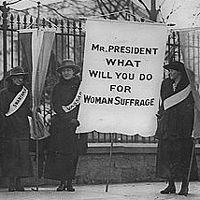 MR. PRESIDENT
WHAT
WILL YOU DO
FOR
WOMAN SUFFRAGE